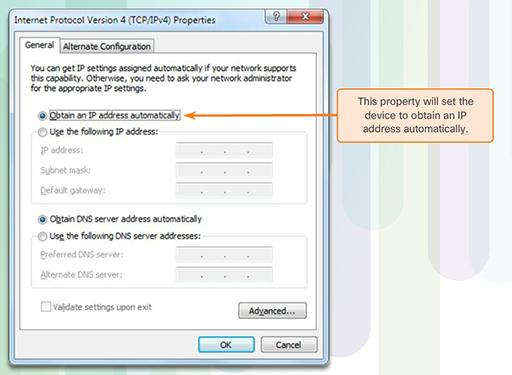 Internet Protocol Version 4 (TCP/IPv4) Properties
General
Alternate Configuration
You can get IP settings assigned automatically if your network supports
this capability. Otherwise, you need to ask your network administrator
for the appropriate IP settings.
Obtain an IP address automatically
Use the following IP address:
IP address:
Subnet mask:
Default gateway:
Obtain DNS server address automatically
Use the following DNS server addresses:
Preferred DNS server:
Alternate DNS server:
Validate settings upon exit
Advanced...
OK
Cancel
This property will set the
device to obtain an IP
address automatically.